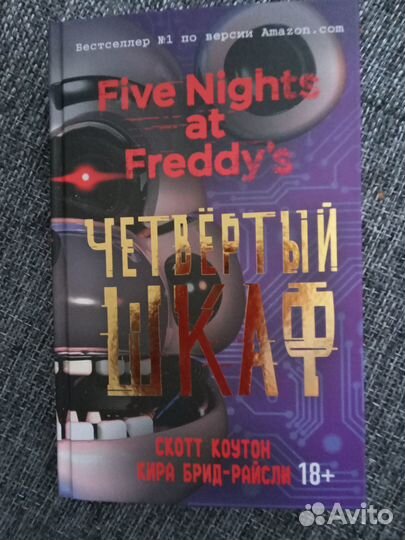 Бестселлер №1 по версии Amazon.com
Five Nights
at
Freddy's
ЧЕТВЁРТЫЙ
ШКАФ
СКОТТ КОУТОН
КИРА БРИД-РАЙСЛИ 18+
Avito